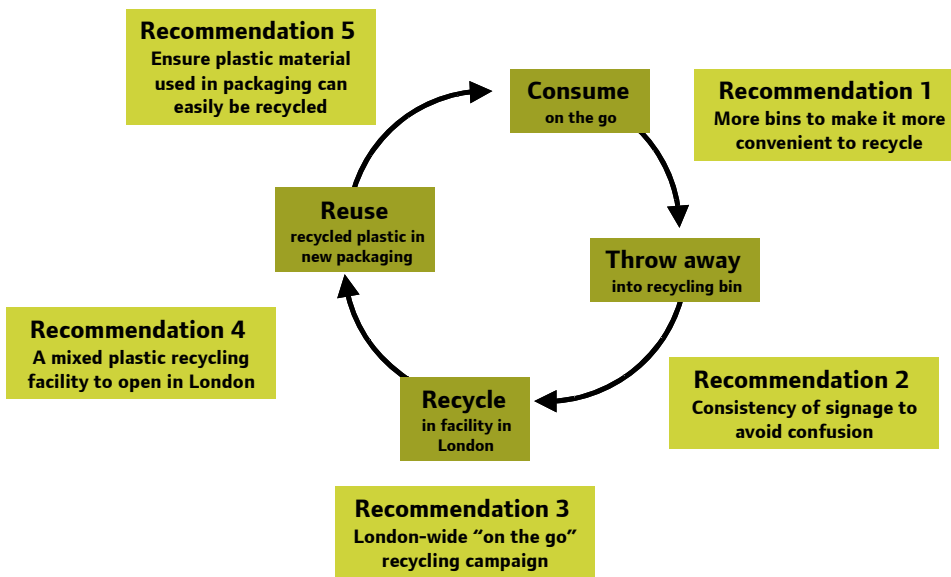 Recommendation 5
Ensure plastic material
used in packaging can
easily be recycled
Consume
on the go
Recommendation 1
More bins to make it more
convenient to recycle
Reuse
recycled plastic in
new packaging
Throw away
into recycling bin
Recommendation 4
A mixed plastic recycling
facility to open in London
Recycle
in facility in
London
Recommendation 2
Consistency of signage to
avoid confusion
Recommendation 3
London-wide “on the go”
recycling campaign